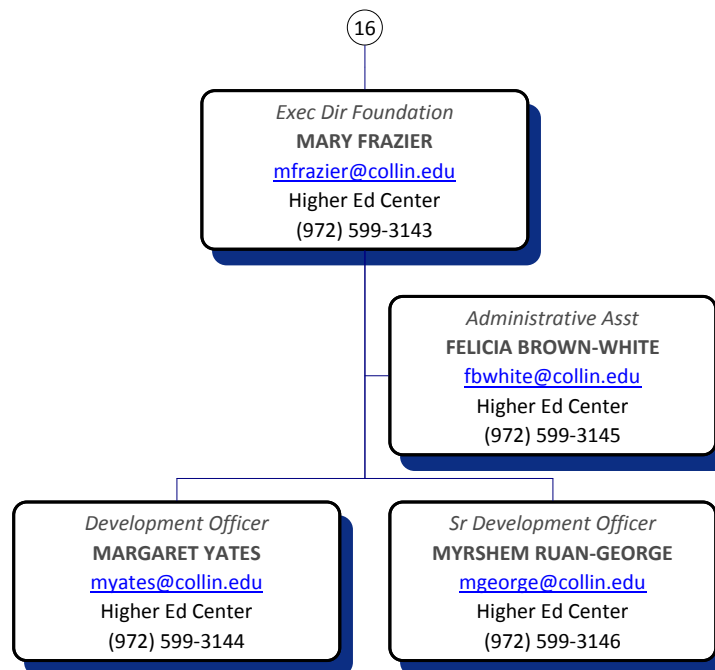 16
Exec Dir Foundation
MARY FRAZIER
mfrazier@collin.edu
Higher Ed Center
(972) 599-3143
Administrative Asst
FELICIA BROWN-WHITE
fbwhite@collin.edu
Higher Ed Center
(972) 599-3145
Development Officer
MARGARET YATES
myates@collin.edu
Higher Ed Center
(972) 599-3144
Sr Development Officer
MYRSHEM RUAN-GEORGE
mgeorge@collin.edu
Higher Ed Center
(972) 599-3146